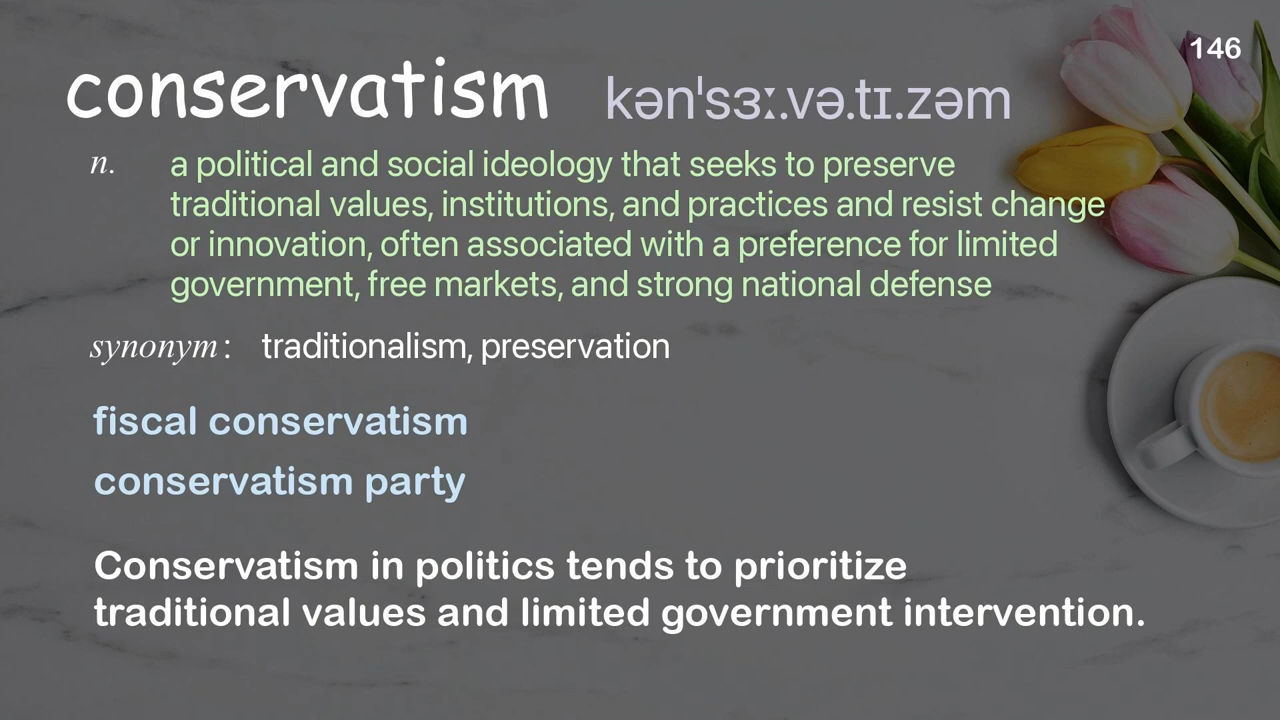 146
conservatism kənˈsɜː.və.tɪ.zəm
n. a political and social ideology that seeks to preserve
traditional values, institutions, and practices and resist change
or innovation, often associated with a preference for limited
government, free markets, and strong national defense
synonym: traditionalism, preservation
fiscal conservatism
conservatism party
Conservatism in politics tends to prioritize
traditional values and limited government intervention.